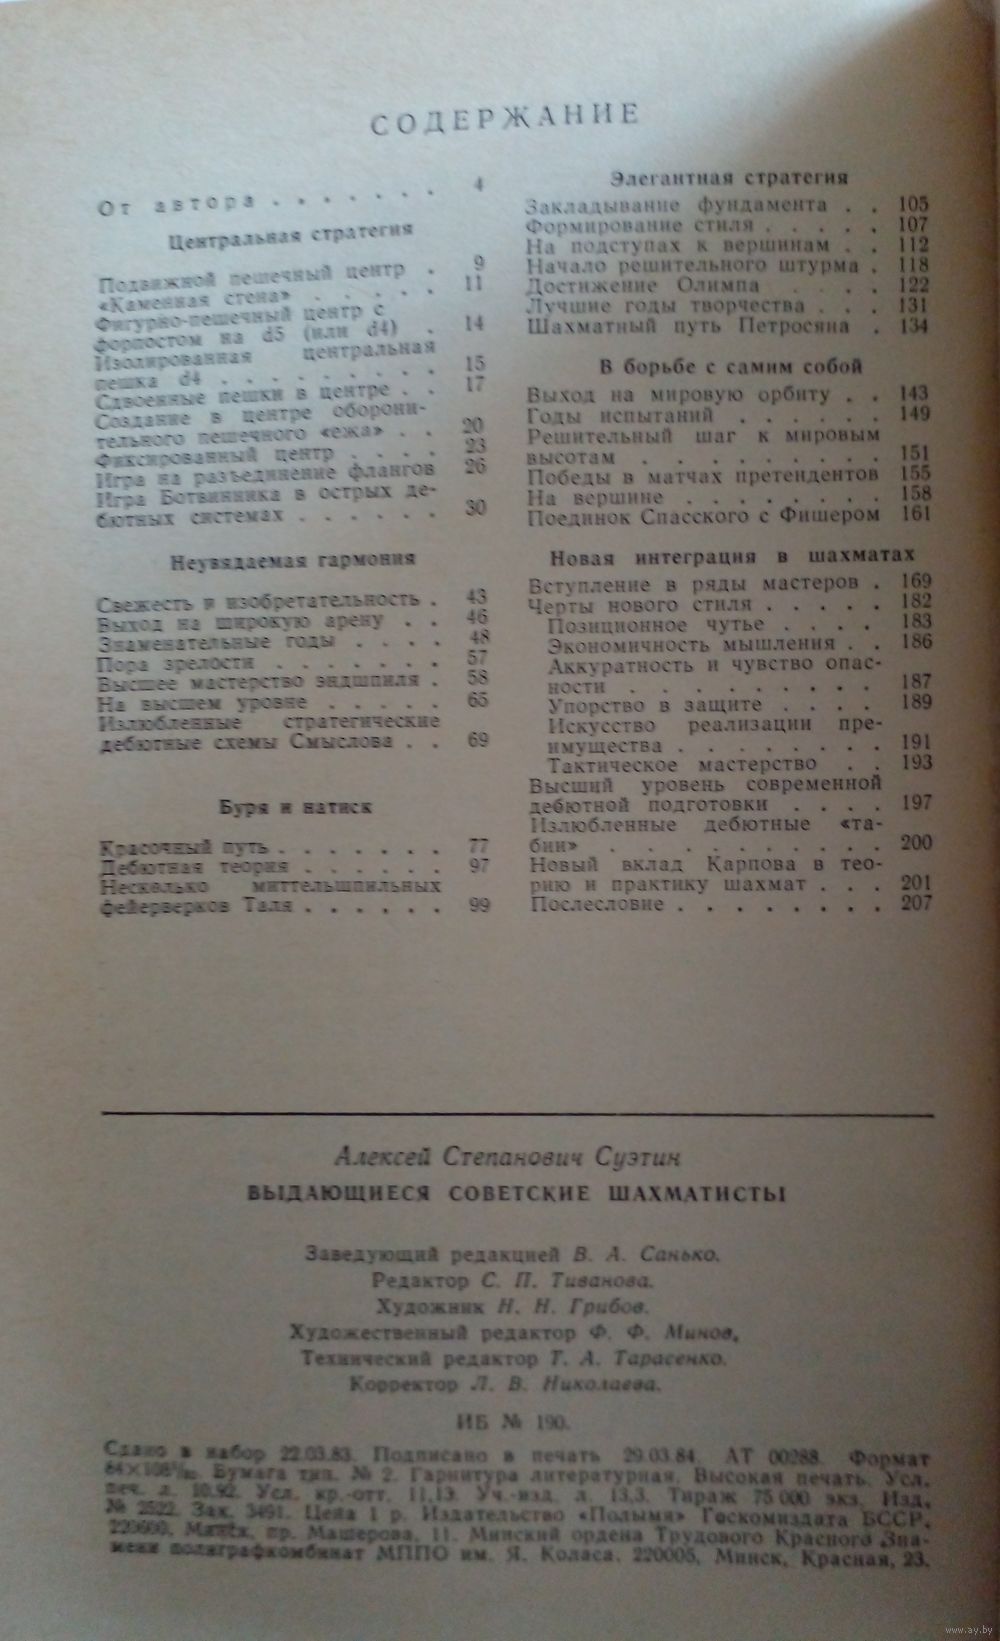 СОДЕРЖАНИЕ
От автора . . . . . . . 4
Центральная стратегия
Подвижной пешечный центр . 9
«Каменная стена» . . . . . 11
Фигурно-пешечный центр с
форпостом на d5 (или d4) . 14
Изолированная центральная
пешка d4 . . . . . . . . . 15
Сдвоенные пешки в центре . . 17
Создание в центре оборони-
тельного пешечного «ежа» . . 20
Фиксированный центр . . . . 23
Игра на разъединение флангов 26
Игра Ботвинника в острых де-
бютных системах . . . . . . 30
Неувядаемая гармония
Свежесть и изобретательность . 43
Выход на широкую арену . . 46
Знаменательные годы . . . . 48
Пора зрелости . . . . . . . 57
Высшее мастерство эндшпиля . 58
На высшем уровне . . . . . 65
Излюбленные стратегические
дебютные схемы Смыслова . . 69
Буря и натиск
Красочный путь . . . . . . . 77
Дебютная теория . . . . . . 97
Несколько миттельшпильных
фейерверков Таля . . . . . . 99
Элегантная стратегия
Закладывание фундамента . . 105
Формирование стиля . . . . . 107
На подступах к вершинам . . 112
Начало решительного штурма . 118
Достижение Олимпа . . . . 122
Лучшие годы творчества . . . 131
Шахматный путь Петросяна . 134
В борьбе с самим собой
Выход на мировую орбиту . . 143
Годы испытаний . . . . . . 149
Решительный шаг к мировым
высотам . . . . . . . . . 151
Победы в матчах претендентов 155
На вершине . . . . . . . 158
Поединок Спасского с Фишером 161
Новая интеграция в шахматах
Вступление в ряды мастеров . 169
Черты нового стиля . . . . . 182
Позиционное чутье . . . . 183
Экономичность мышления . . 186
Аккуратность и чувство опас-
ности . . . . . . . . . 187
Упорство в защите . . . . 189
Искусство реализации пре-
имущества . . . . . . . 191
Тактическое мастерство . . 193
Высший уровень современной
дебютной подготовки . . . . 197
Излюбленные дебютные «та-
бии» . . . . . . . . . . 200
Новый вклад Карпова в тео-
рию и практику шахмат . . . 201
Послесловие . . . . . . . . 207
Алексей Степанович Суэтин
ВЫДАЮЩИЕСЯ СОВЕТСКИЕ ШАХМАТИСТЫ
Заведующий редакцией В. А. Санько.
Редактор С. П. Тиванова.
Художник Н. Н. Грибов.
Художественный редактор Ф. Ф. Минов.
Технический редактор Т. А. Тарасенко.
Корректор Л. В. Николаева.
ИБ № 190.
Сдано в набор 22.03.83. Подписано в печать 29.03.84. АТ 00288. Формат
Бумага тип. № 2. Гарнитура литературная. Высокая печать. Усл.
печ. л. 10,92. Усл. кр.-отт. 11,13. Уч.-изд. л. 13,3. Тираж 75 000 экз. Изд.
№ 2522. Зак. 3491. Цена 1 р. Издательство «Полымя» Госкомиздата БССР.
220600, Минск, пр. Машерова, 11. Минский ордена Трудового Красного Зна-
мени полиграфкомбинат МППО им. Я. Коласа. 220005, Минск, Красная, 23.
www.ay.by